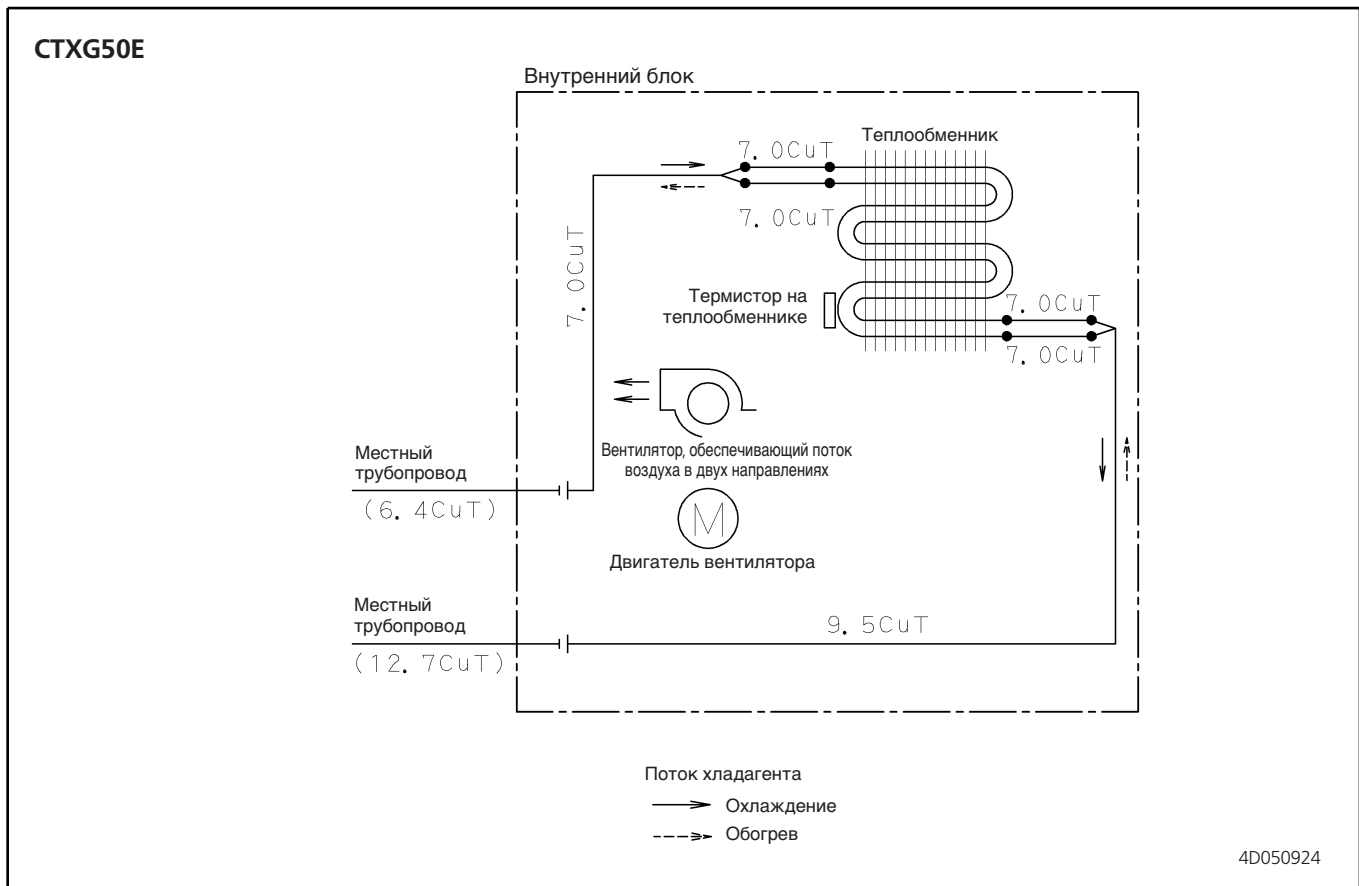 CTXG50E
Внутренний блок
Теплообменник
7. 0CuT
7. 0CuT
7. 0CuT
Термистор на
теплообменнике
7. 0CuT
7. 0CuT
Вентилятор, обеспечивающий поток
воздуха в двух направлениях
Местный
трубопровод
(6. 4CuT)
M
Двигатель вентилятора
Местный
трубопровод
(12. 7CuT)
9. 5CuT
Поток хладагента
Охлаждение
Обогрев
4D050924